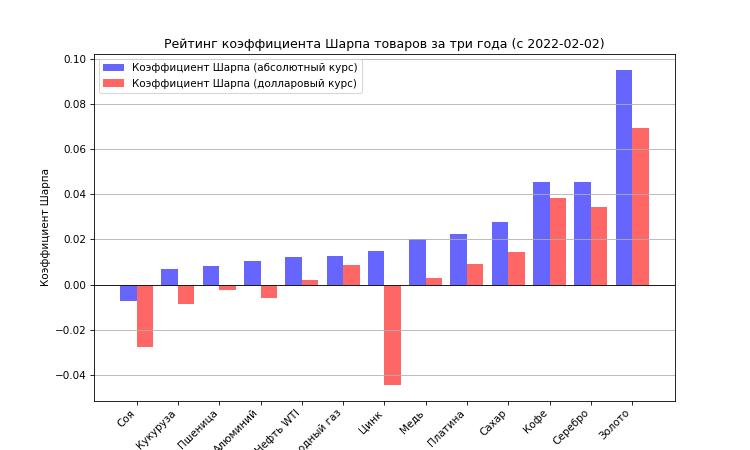 Рейтинг коэффициента Шарпа товаров за три года (с 2022-02-02)
Коэффициент Шарпа (абсолютный курс)
Коэффициент Шарпа (долларовый курс)
Коэффициент Шарпа
0.10
0.08
0.06
0.04
0.02
0.00
−0.02
−0.04
Соя
Кукуруза
Пшеница
Алюминий
Нефть WTI
одный газ
Цинк
Медь
Платина
Сахар
Кофе
Серебро
Золото